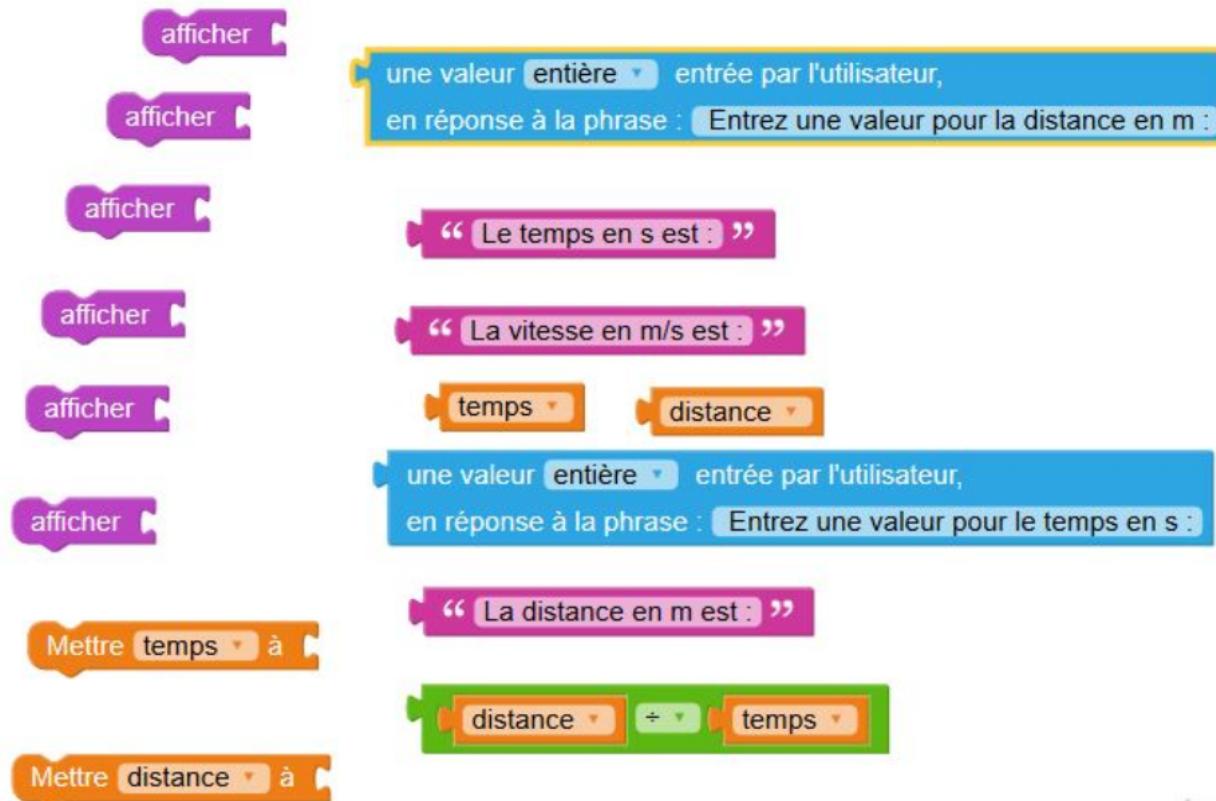 afficher
une valeur entière entrée par l'utilisateur,
en réponse à la phrase : Entrez une valeur pour la distance en m :
afficher
afficher
“ Le temps en s est : ”
afficher
“ La vitesse en m/s est : ”
afficher
temps
distance
une valeur entière entrée par l'utilisateur,
en réponse à la phrase : Entrez une valeur pour le temps en s :
afficher
“ La distance en m est : ”
Mettre temps à
distance ÷ temps
Mettre distance à